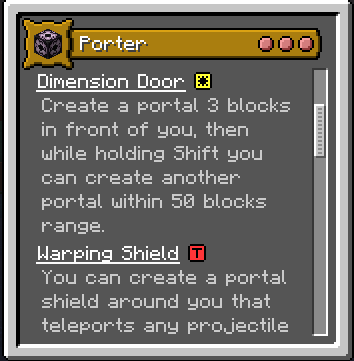 Porter
Dimension Door
Create a portal 3 blocks
in front of you, then
while holding Shift you
can create another
portal within 50 blocks
range.
Warping Shield T
You can create a portal
shield around you that
teleports any projectile